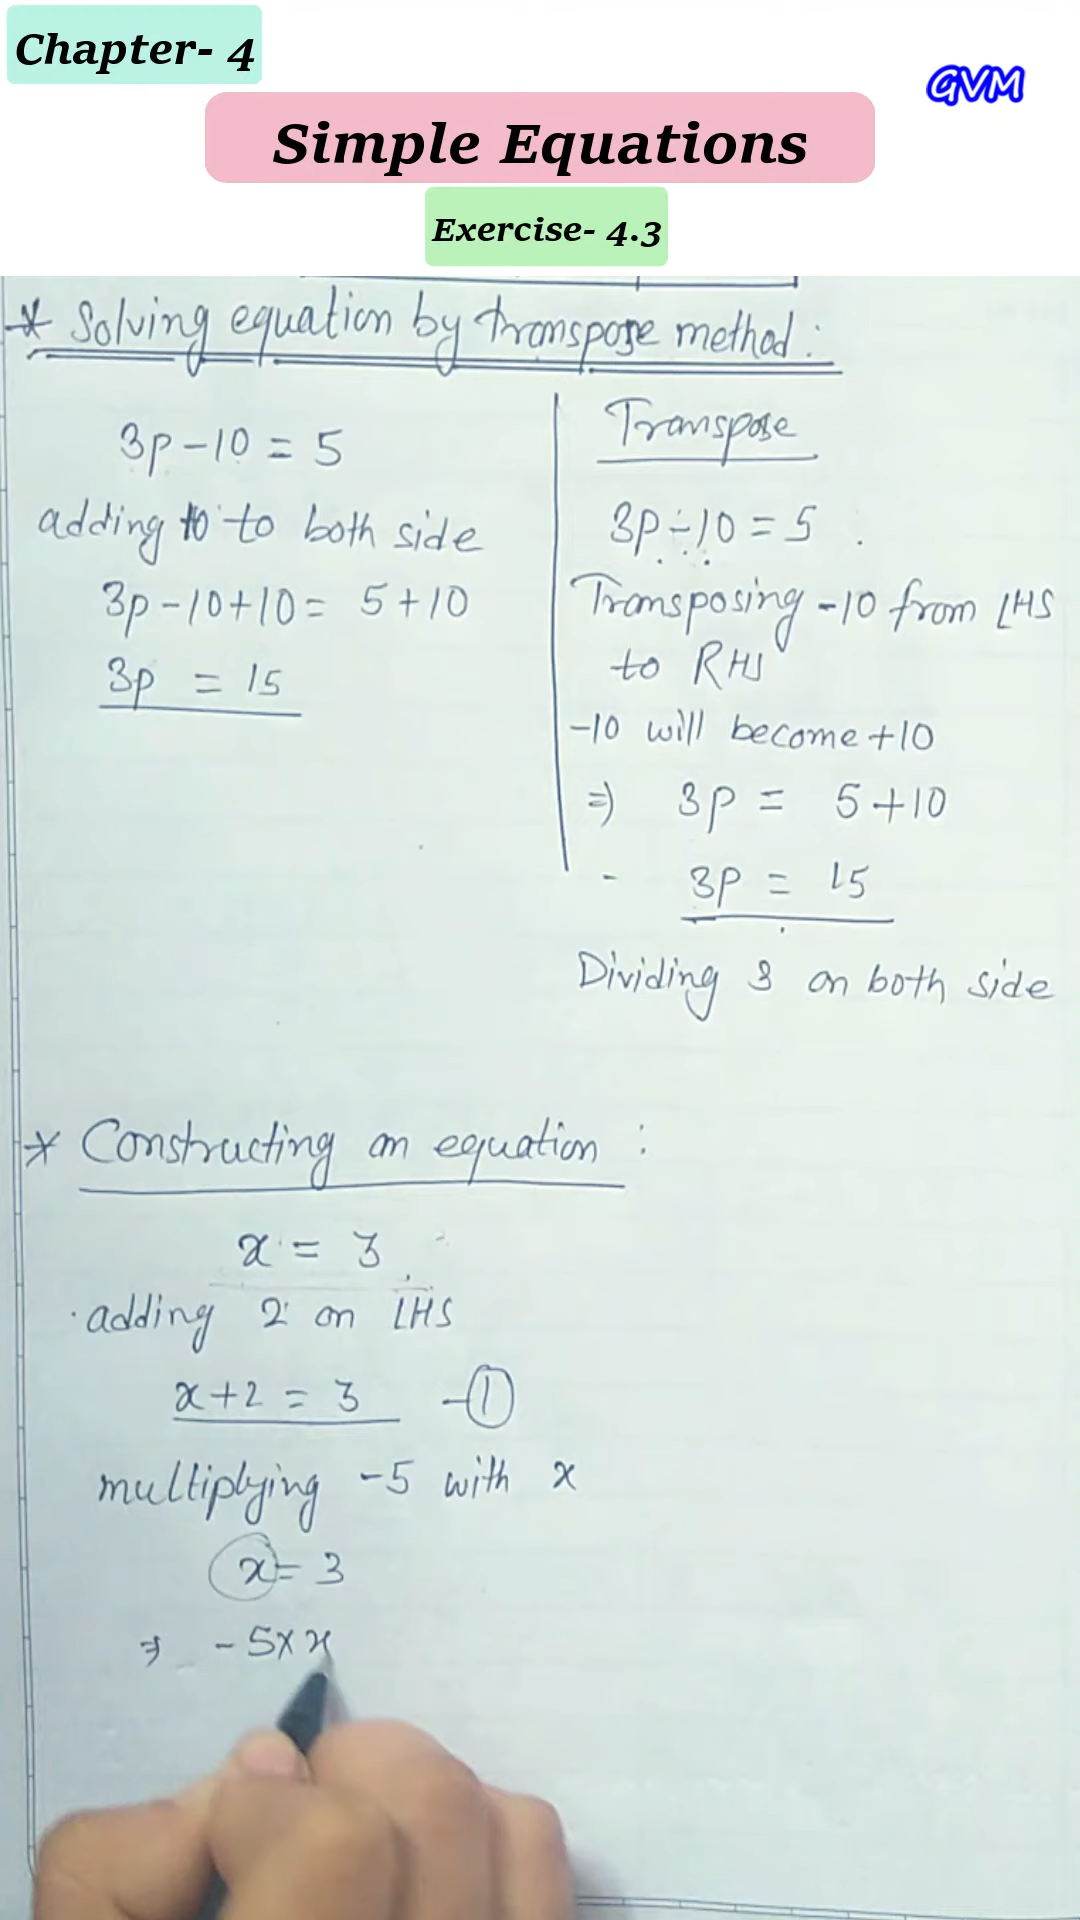 Chapter- 4
GVM
Simple Equations
Exercise- 4.3
* Solving equation by transpose method :
3p - 10 = 5
adding 10 to both side
3p - 10 + 10 = 5 + 10
3p = 15
Transpose
3p - 10 = 5
Transposing -10 from LHS
to RHS
-10 will become +10
⇒ 3p = 5 + 10
3p = 15
Dividing 3 on both side
* Constructing an equation :
x = 3
adding 2 on LHS
x + 2 = 3 - ①
multiplying -5 with x
x = 3
⇒ - 5 × x